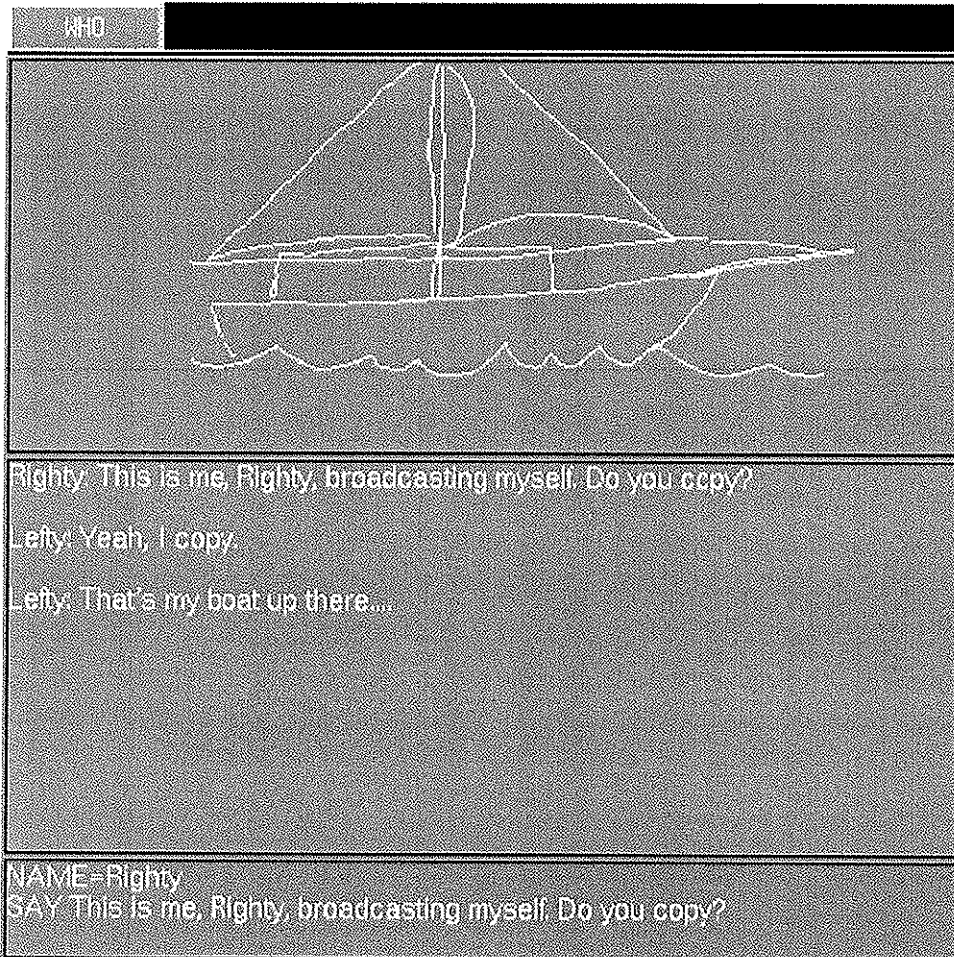 WHO
Righty: This is me, Righty, broadcasting myself. Do you copy?
Lefty: Yeah, I copy.
Lefty: That's my boat up there....
NAME=Righty
SAY This is me, Righty, broadcasting myself. Do you copy?